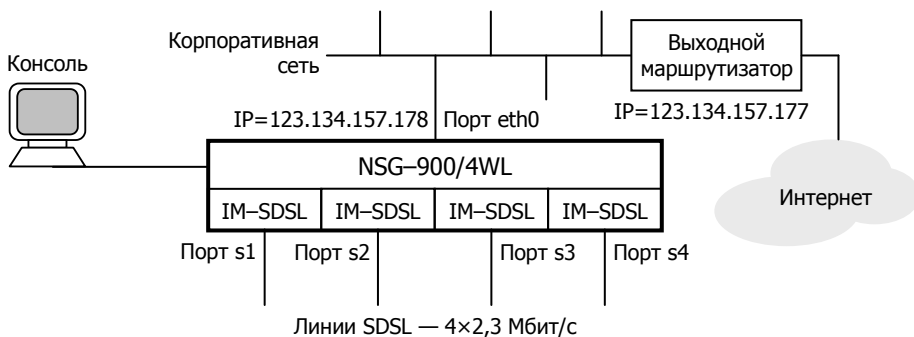 Корпоративная
сеть
Выходной
маршрутизатор
Консоль
IP=123.134.157.178
Порт eth0
IP=123.134.157.177
NSG–900/4WL
Интернет
IM–SDSL
IM–SDSL
IM–SDSL
IM–SDSL
Порт s1
Порт s2
Порт s3
Порт s4
Линии SDSL — 4×2,3 Мбит/с